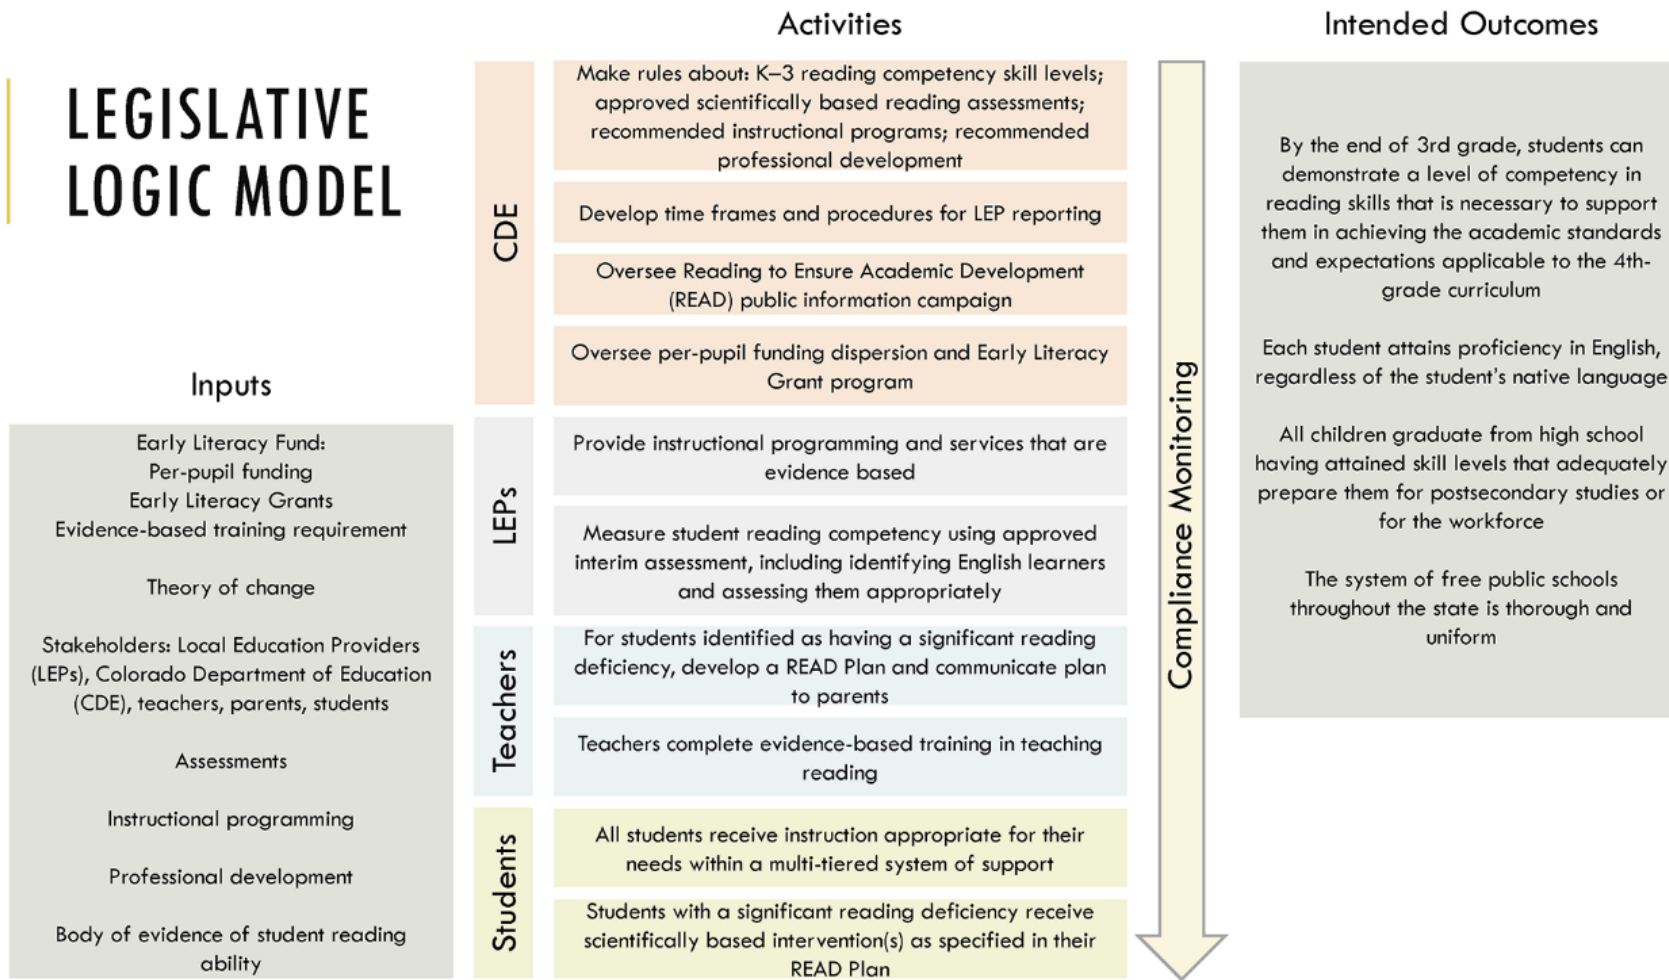 LEGISLATIVE
LOGIC MODEL
Inputs
Early Literacy Fund:
Per-pupil funding
Early Literacy Grants
Evidence-based training requirement
Theory of change
Stakeholders: Local Education Providers
(LEPs), Colorado Department of Education
(CDE), teachers, parents, students
Assessments
Instructional programming
Professional development
Body of evidence of student reading
ability
Activities
CDE
Make rules about: K–3 reading competency skill levels;
approved scientifically based reading assessments;
recommended instructional programs; recommended
professional development
Develop time frames and procedures for LEP reporting
Oversee Reading to Ensure Academic Development
(READ) public information campaign
Oversee per-pupil funding dispersion and Early Literacy
Grant program
LEPs
Provide instructional programming and services that are
evidence based
Measure student reading competency using approved
interim assessment, including identifying English learners
and assessing them appropriately
Teachers
For students identified as having a significant reading
deficiency, develop a READ Plan and communicate plan
to parents
Teachers complete evidence-based training in teaching
reading
Students
All students receive instruction appropriate for their
needs within a multi-tiered system of support
Students with a significant reading deficiency receive
scientifically based intervention(s) as specified in their
READ Plan
Compliance Monitoring
Intended Outcomes
By the end of 3rd grade, students can
demonstrate a level of competency in
reading skills that is necessary to support
them in achieving the academic standards
and expectations applicable to the 4th-
grade curriculum
Each student attains proficiency in English,
regardless of the student's native language
All children graduate from high school
having attained skill levels that adequately
prepare them for postsecondary studies or
for the workforce
The system of free public schools
throughout the state is thorough and
uniform